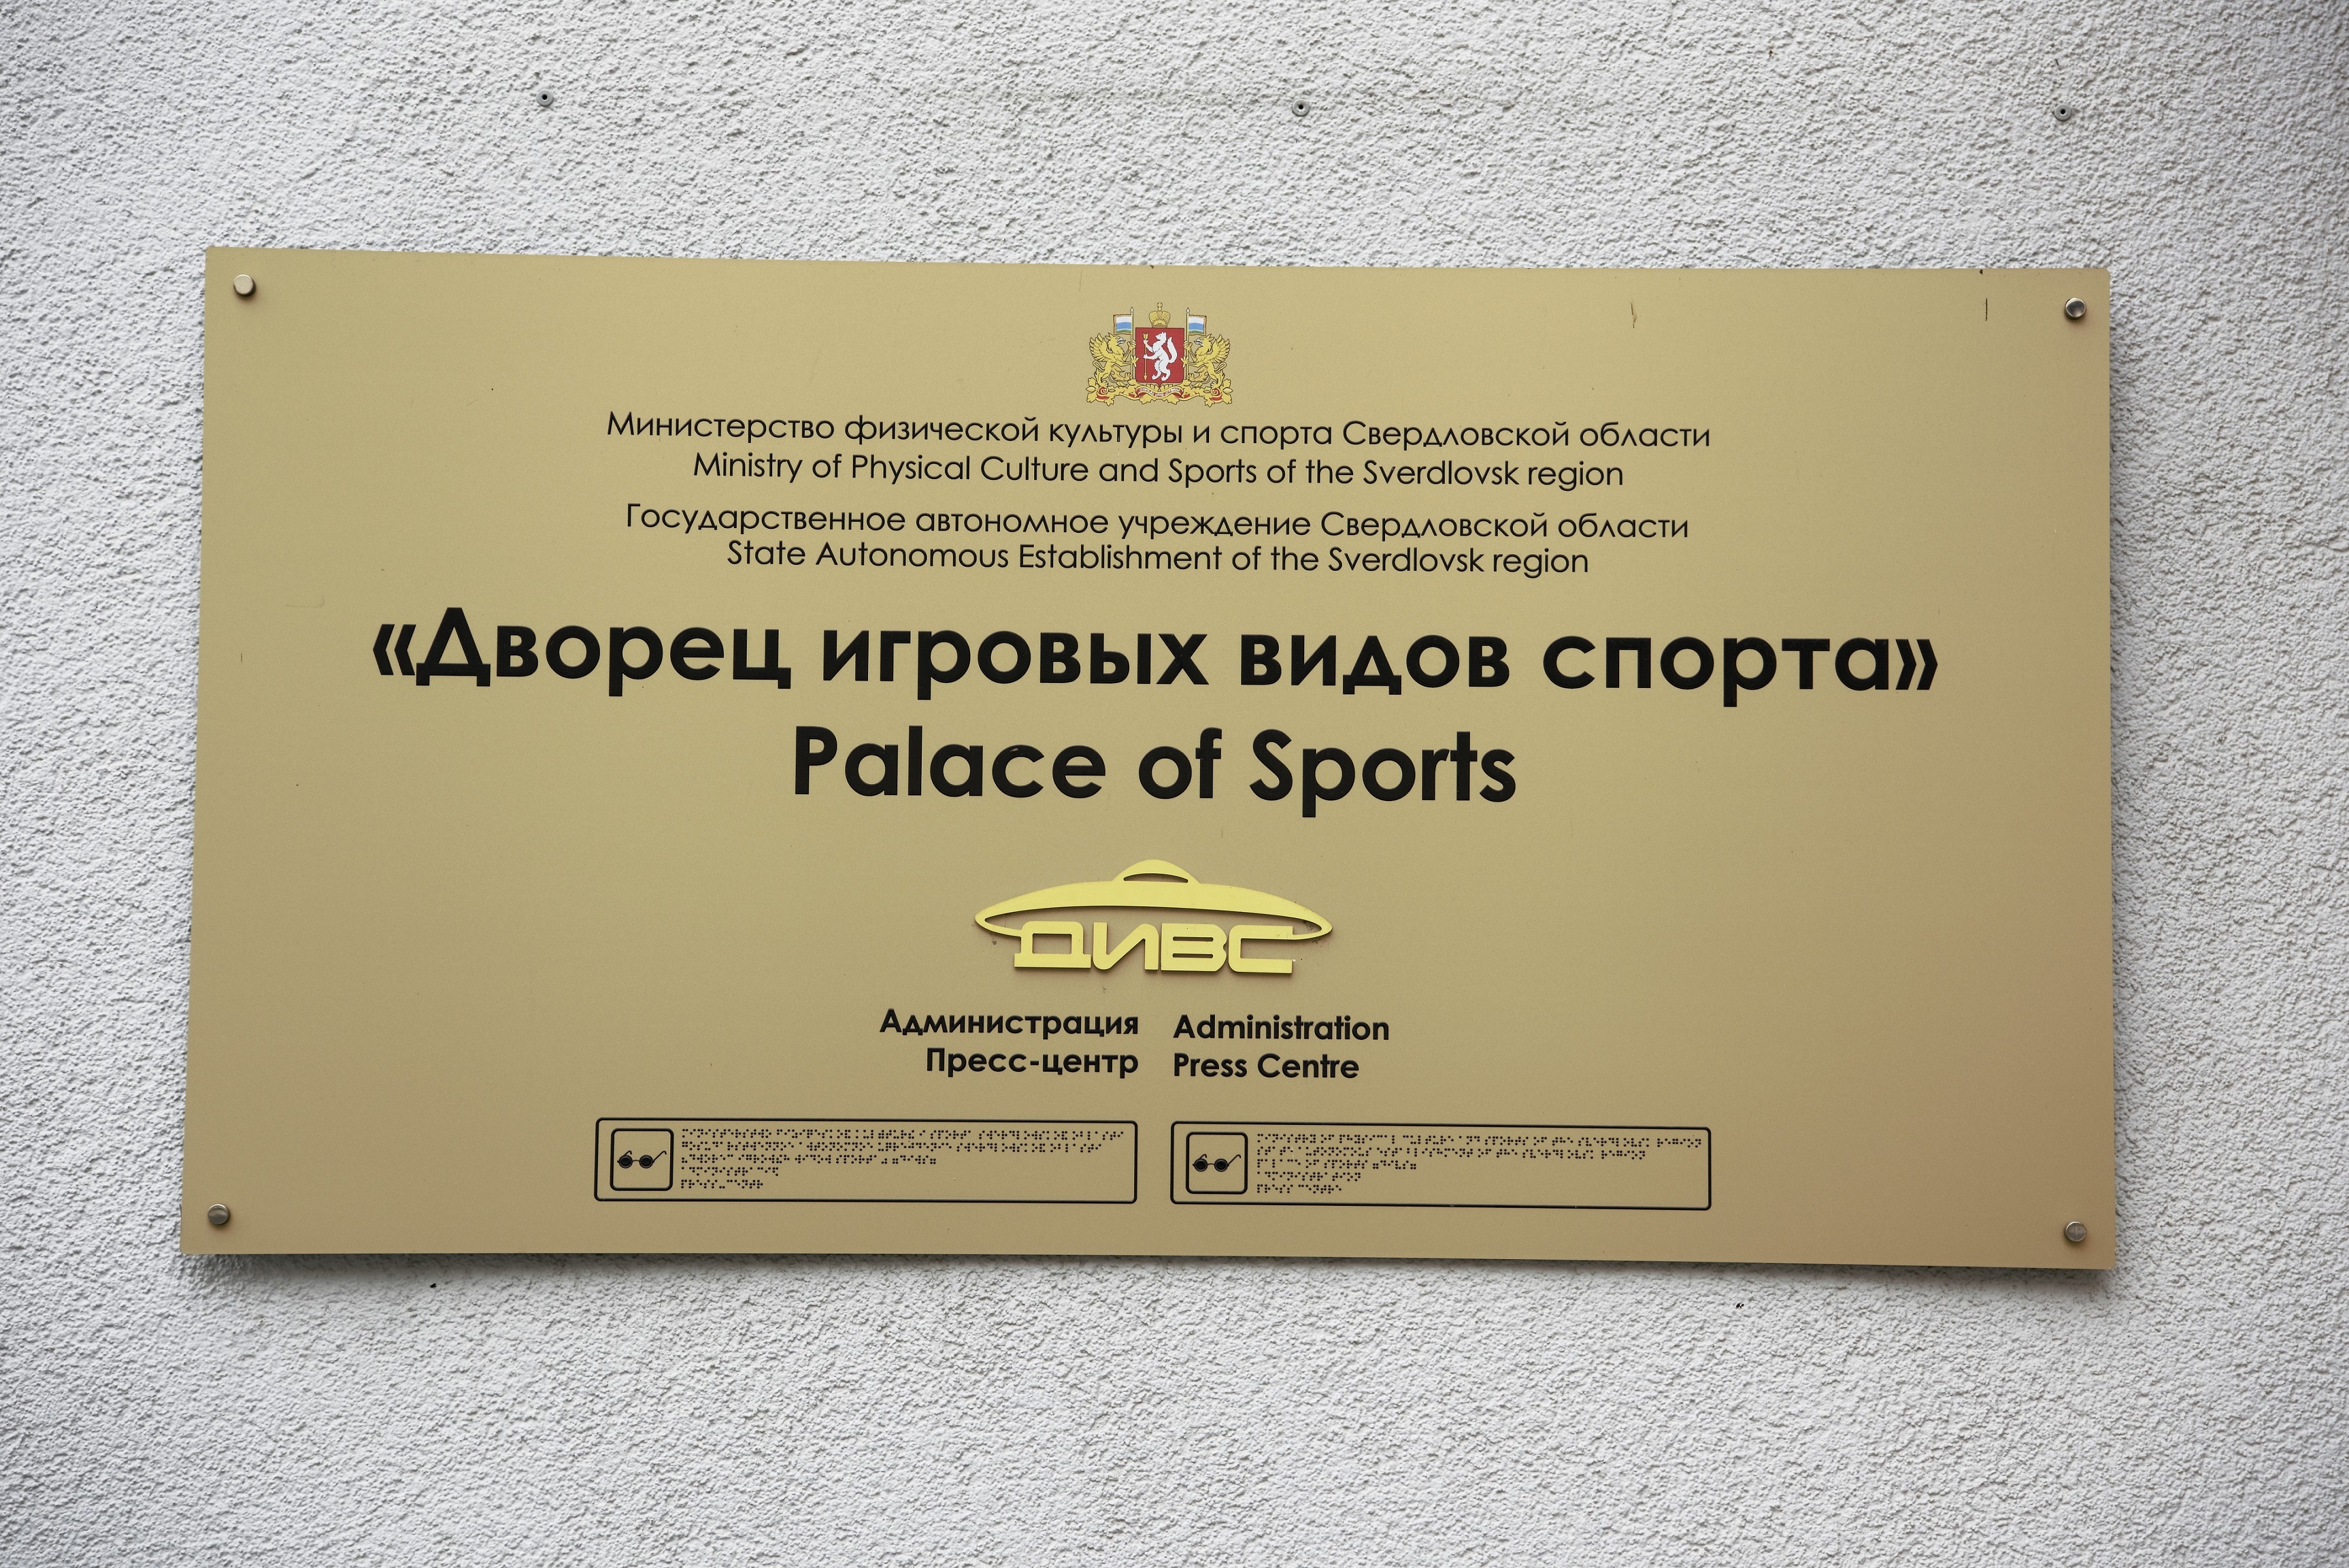 Министерство физической культуры и спорта Свердловской области
Ministry of Physical Culture and Sports of the Sverdlovsk region
Государственное автономное учреждение Свердловской области
State Autonomous Establishment of the Sverdlovsk region
«Дворец игровых видов спорта»
Palace of Sports
ДИВС
Администрация Administration
Пресс-центр Press Centre